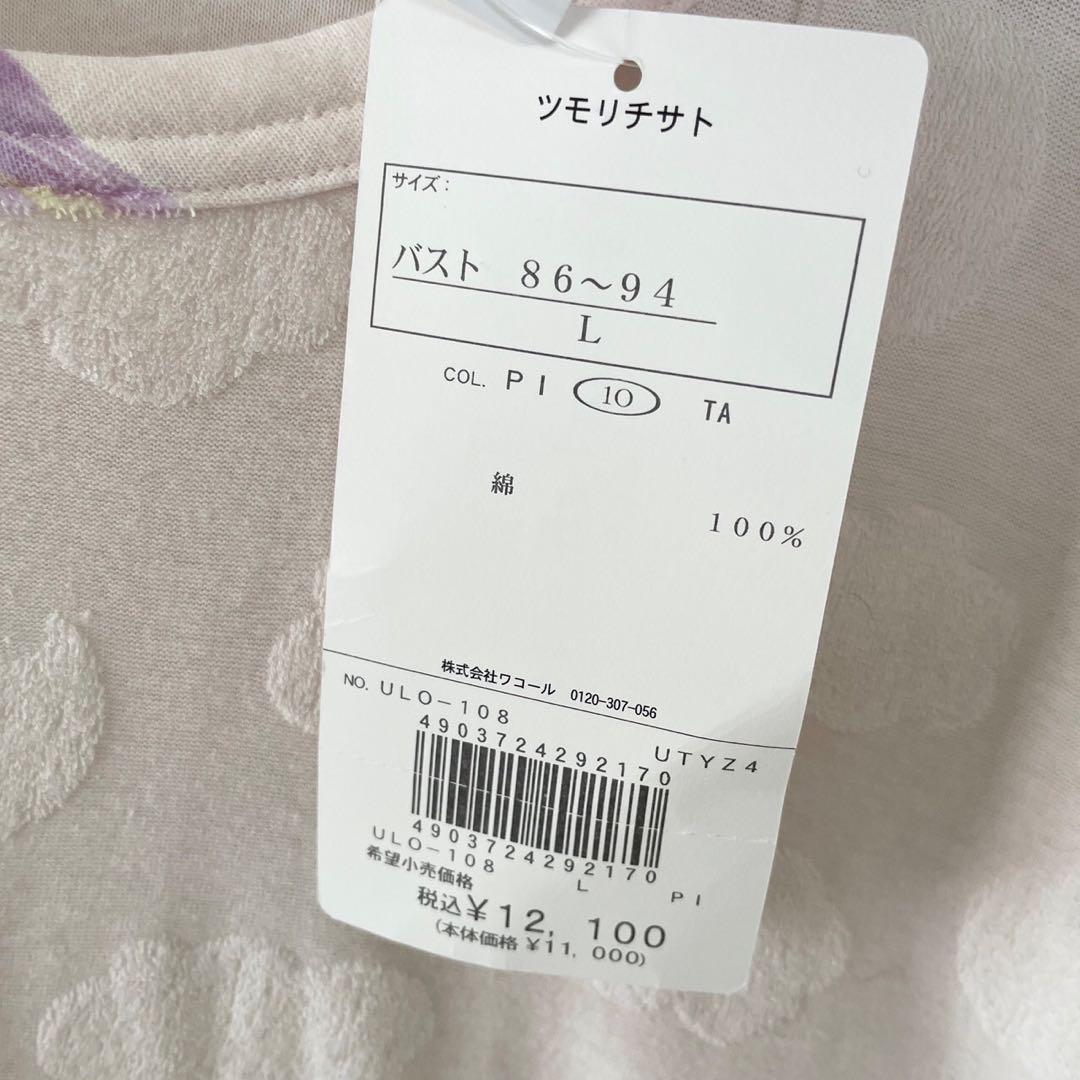 ツモリチサト
サイズ：
バスト　８６～９４
L
COL. PI 10 TA
綿
１００％
株式会社ワコール 0120-307-056
NO. ULO-108
UTYZ4
4903724292170
4903724292170
ULO-108 L PI
希望小売価格
税込¥12, 100
(本体価格 ¥11, 000)